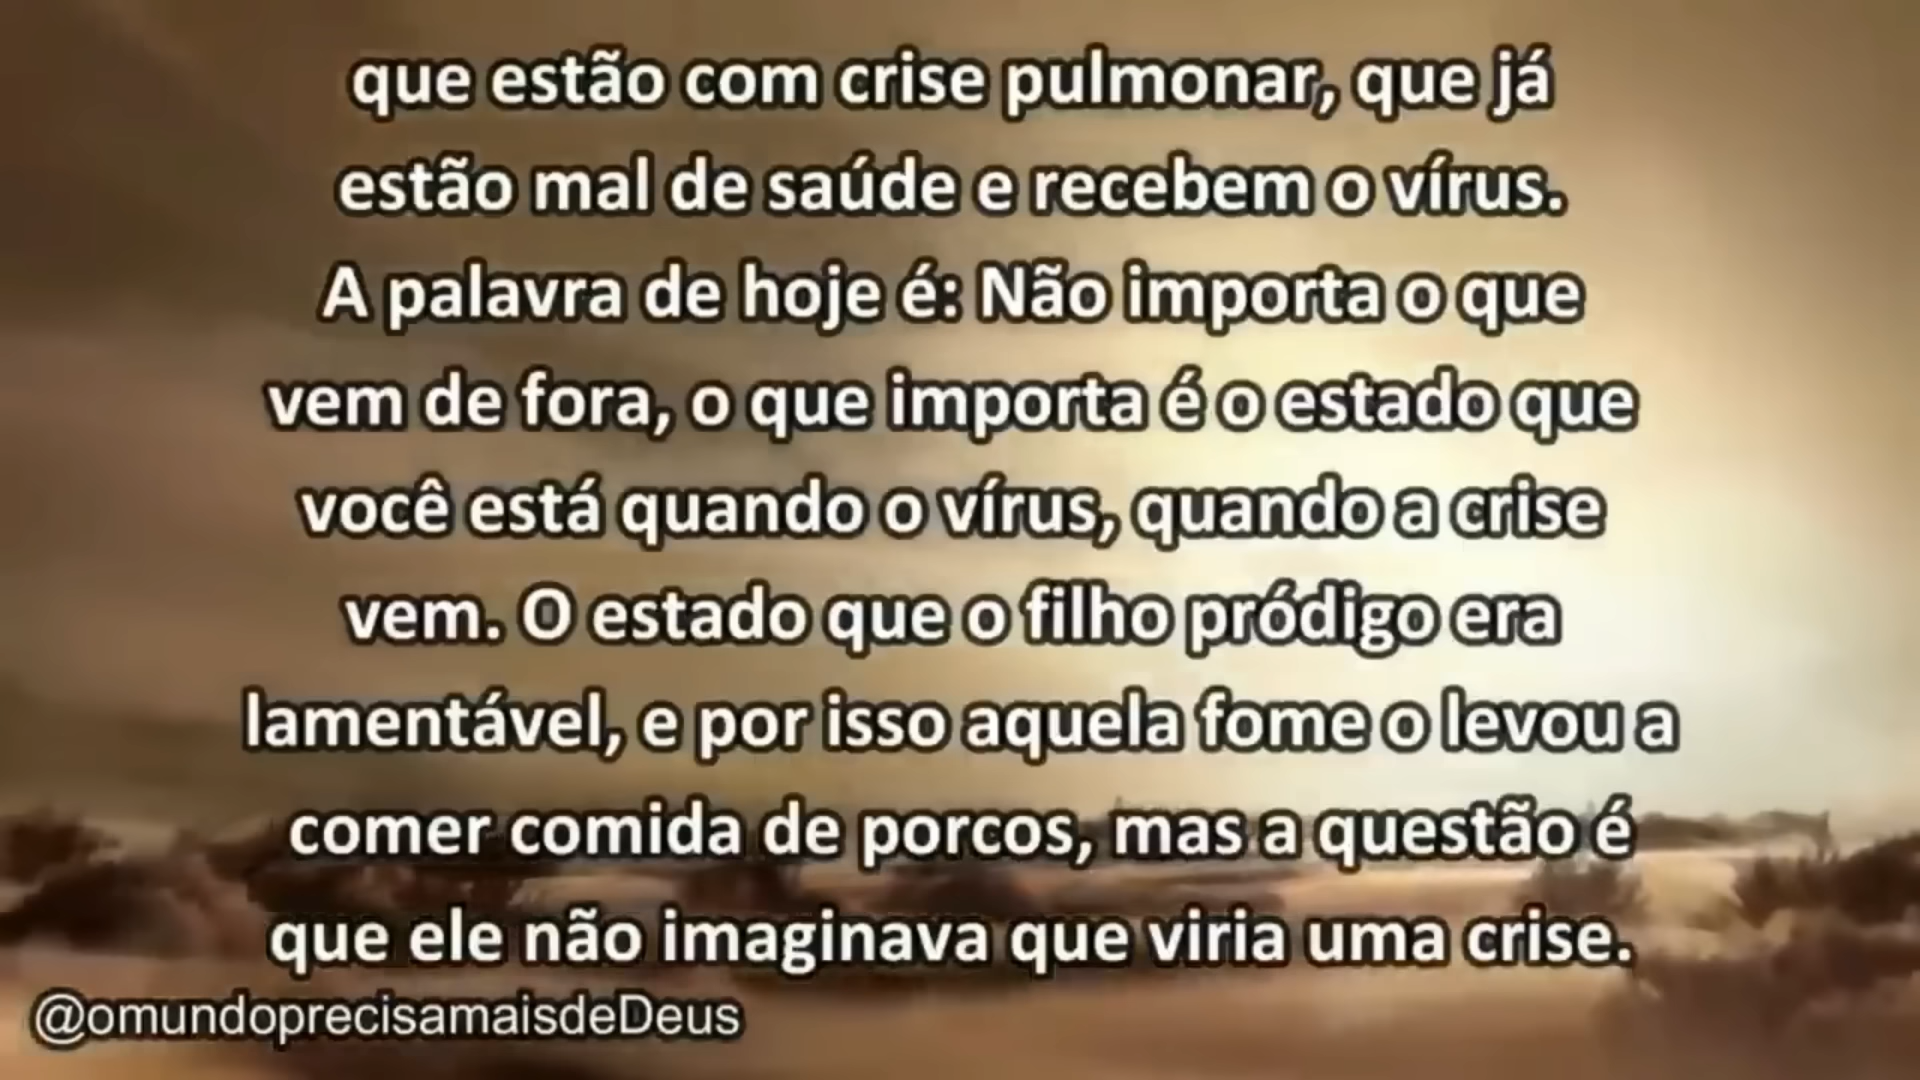 que estão com crise pulmonar, que já
estão mal de saúde e recebem o vírus.
A palavra de hoje é: Não importa o que
vem de fora, o que importa é o estado que
você está quando o vírus, quando a crise
vem. O estado que o filho pródigo era
lamentável, e por isso aquela fome o levou a
comer comida de porcos, mas a questão é
que ele não imaginava que viria uma crise.
@omundoprecisamaisdeDeus